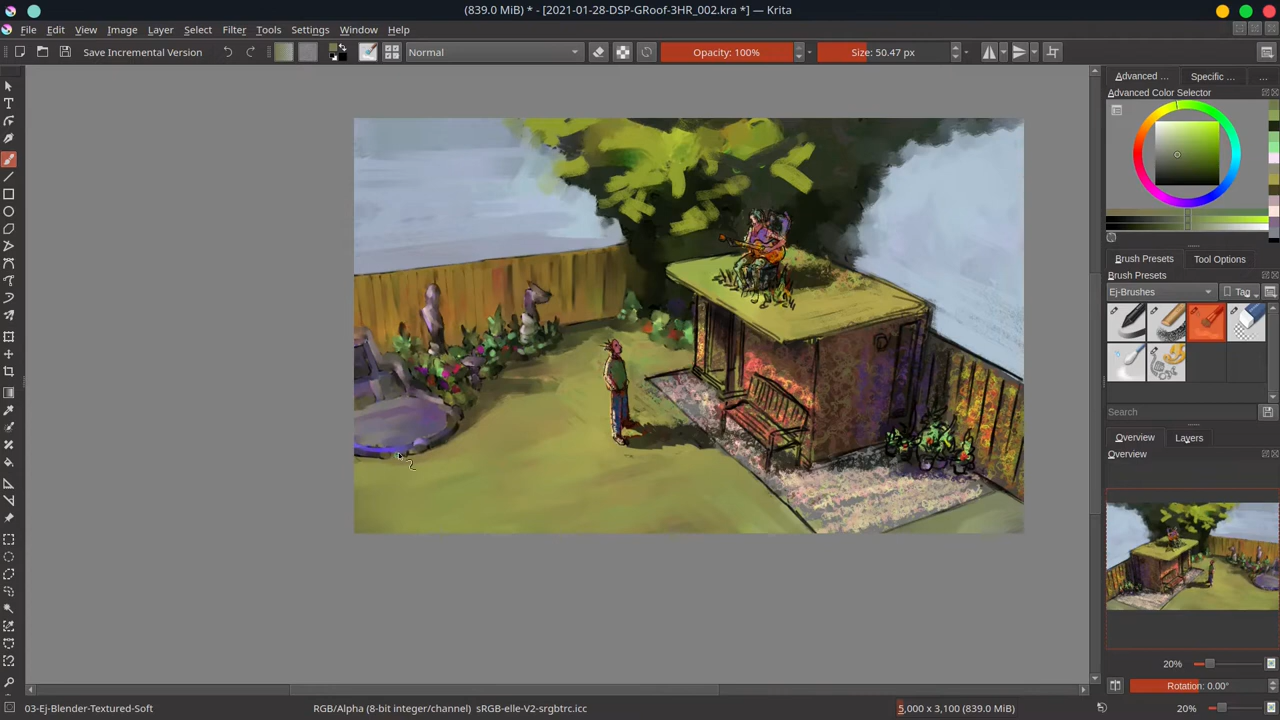 (839.0 MiB) * - [2021-01-28-DSP-GRoof-3HR_002.kra *] — Krita
File Edit View Image Layer Select Filter Tools Settings Window Help
Save Incremental Version Normal Opacity: 100% Size: 50.47 px
Advanced ... Specific ... ...
Advanced Color Selector
Brush Presets Tool Options
Brush Presets
Ej-Brushes Tag
Search
Overview Layers
Overview
20%
Rotation: 0.00°
03-Ej-Blender-Textured-Soft RGB/Alpha (8-bit integer/channel) sRGB-elle-V2-srgbtrc.icc 5,000 x 3,100 (839.0 MiB) 20%